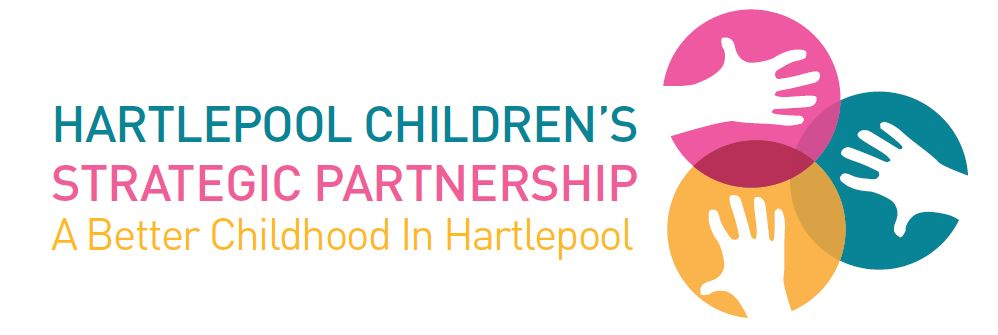 HARTLEPOOL CHILDREN'S
STRATEGIC PARTNERSHIP
A Better Childhood In Hartlepool